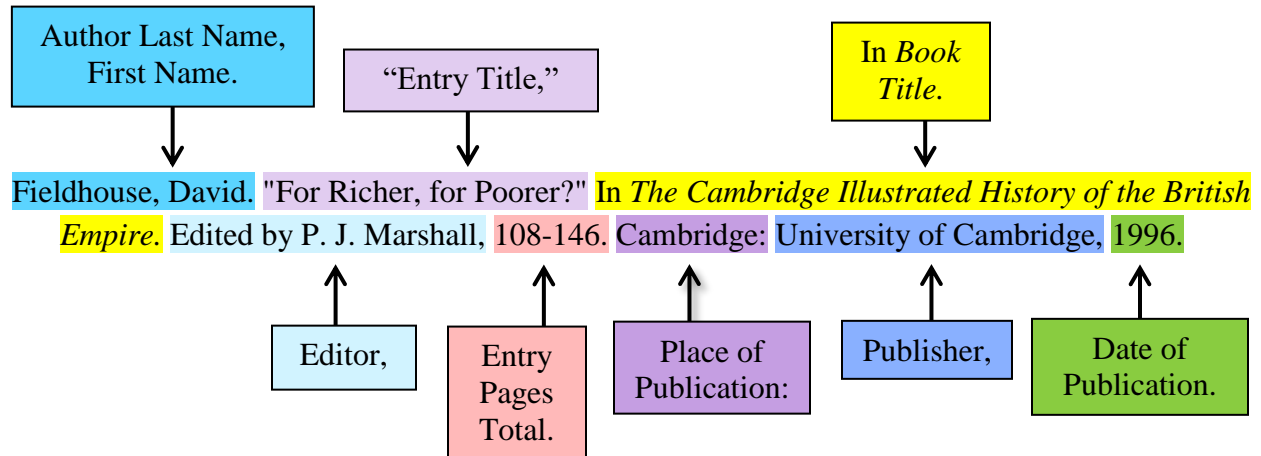 Author Last Name,
First Name.
“Entry Title,”
In Book
Title.
Fieldhouse, David. "For Richer, for Poorer?" In The Cambridge Illustrated History of the British
Empire. Edited by P. J. Marshall, 108-146. Cambridge: University of Cambridge, 1996.
Editor,
Entry
Pages
Total.
Place of
Publication:
Publisher,
Date of
Publication.